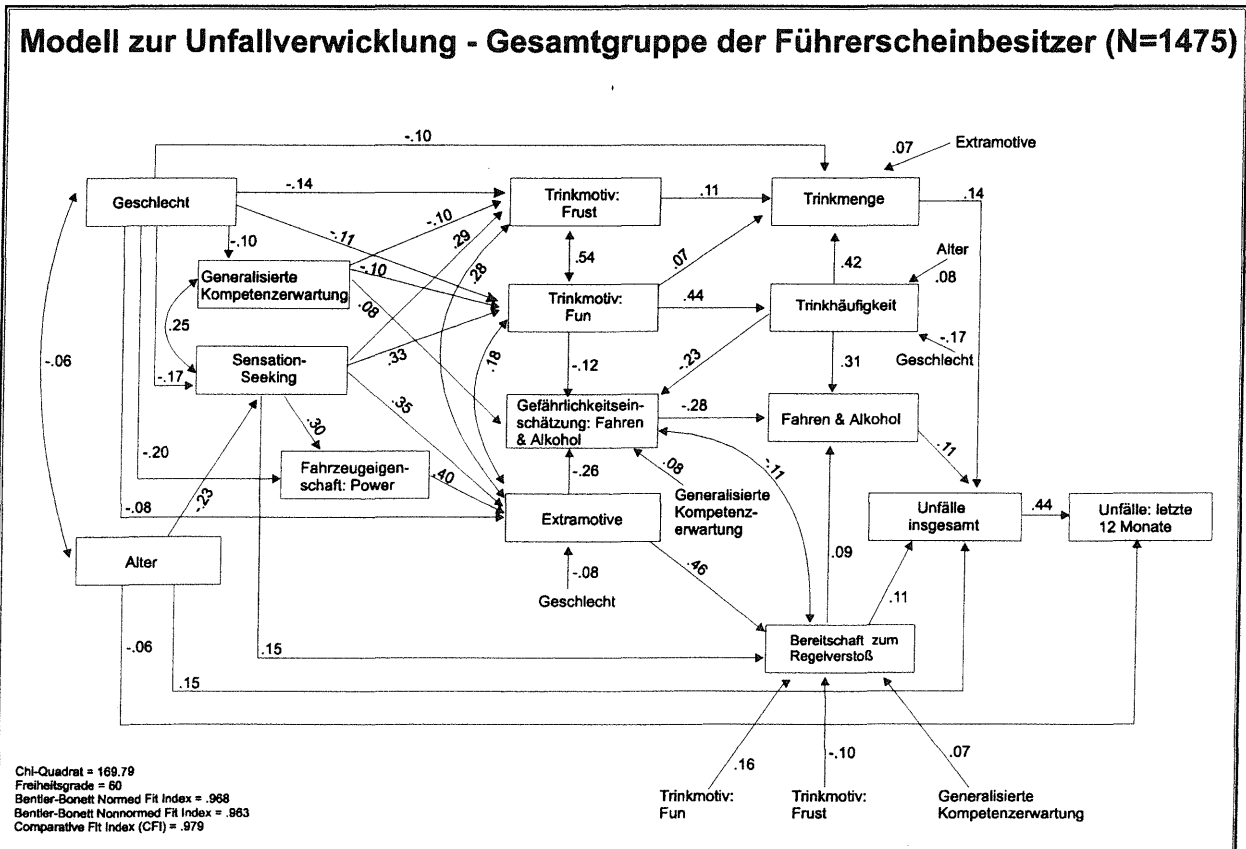 Modell zur Unfallverwicklung - Gesamtgruppe der Führerscheinbesitzer (N=1475)
-.10
.07
Extramotive
Geschlecht
-.14
Trinkmotiv:
Frust
.11
Trinkmenge
.14
-.10
-.10
-.11
.29
.28
.54
.07
.42
Alter
.08
Generalisierte
Kompetenzerwartung
-.10
Trinkmotiv:
Fun
.44
Trinkhäufigkeit
.25
.08
.33
.18
-.12
-.23
.31
-.17
Geschlecht
-.06
Sensation-
Seeking
-.17
.35
Gefährlichkeitsein-
schätzung: Fahren
& Alkohol
-.28
Fahren & Alkohol
.30
-.20
Fahrzeugeigen-
schaft: Power
.40
-.26
.08
-.11
.11
Generalisierte
Kompetenz-
erwartung
-.23
-.08
Extramotive
Unfälle
insgesamt
.44
Unfälle: letzte
12 Monate
Alter
-.08
Geschlecht
.46
.09
.11
-.06
.15
.15
Bereitschaft zum
Regelverstoß
.16
-.10
.07
Trinkmotiv:
Fun
Trinkmotiv:
Frust
Generalisierte
Kompetenzerwartung
Chi-Quadrat = 169.79
Freiheitsgrade = 60
Bentler-Bonett Normed Fit Index = .968
Bentler-Bonett Nonnormed Fit Index = .963
Comparative Fit Index (CFI) = .979